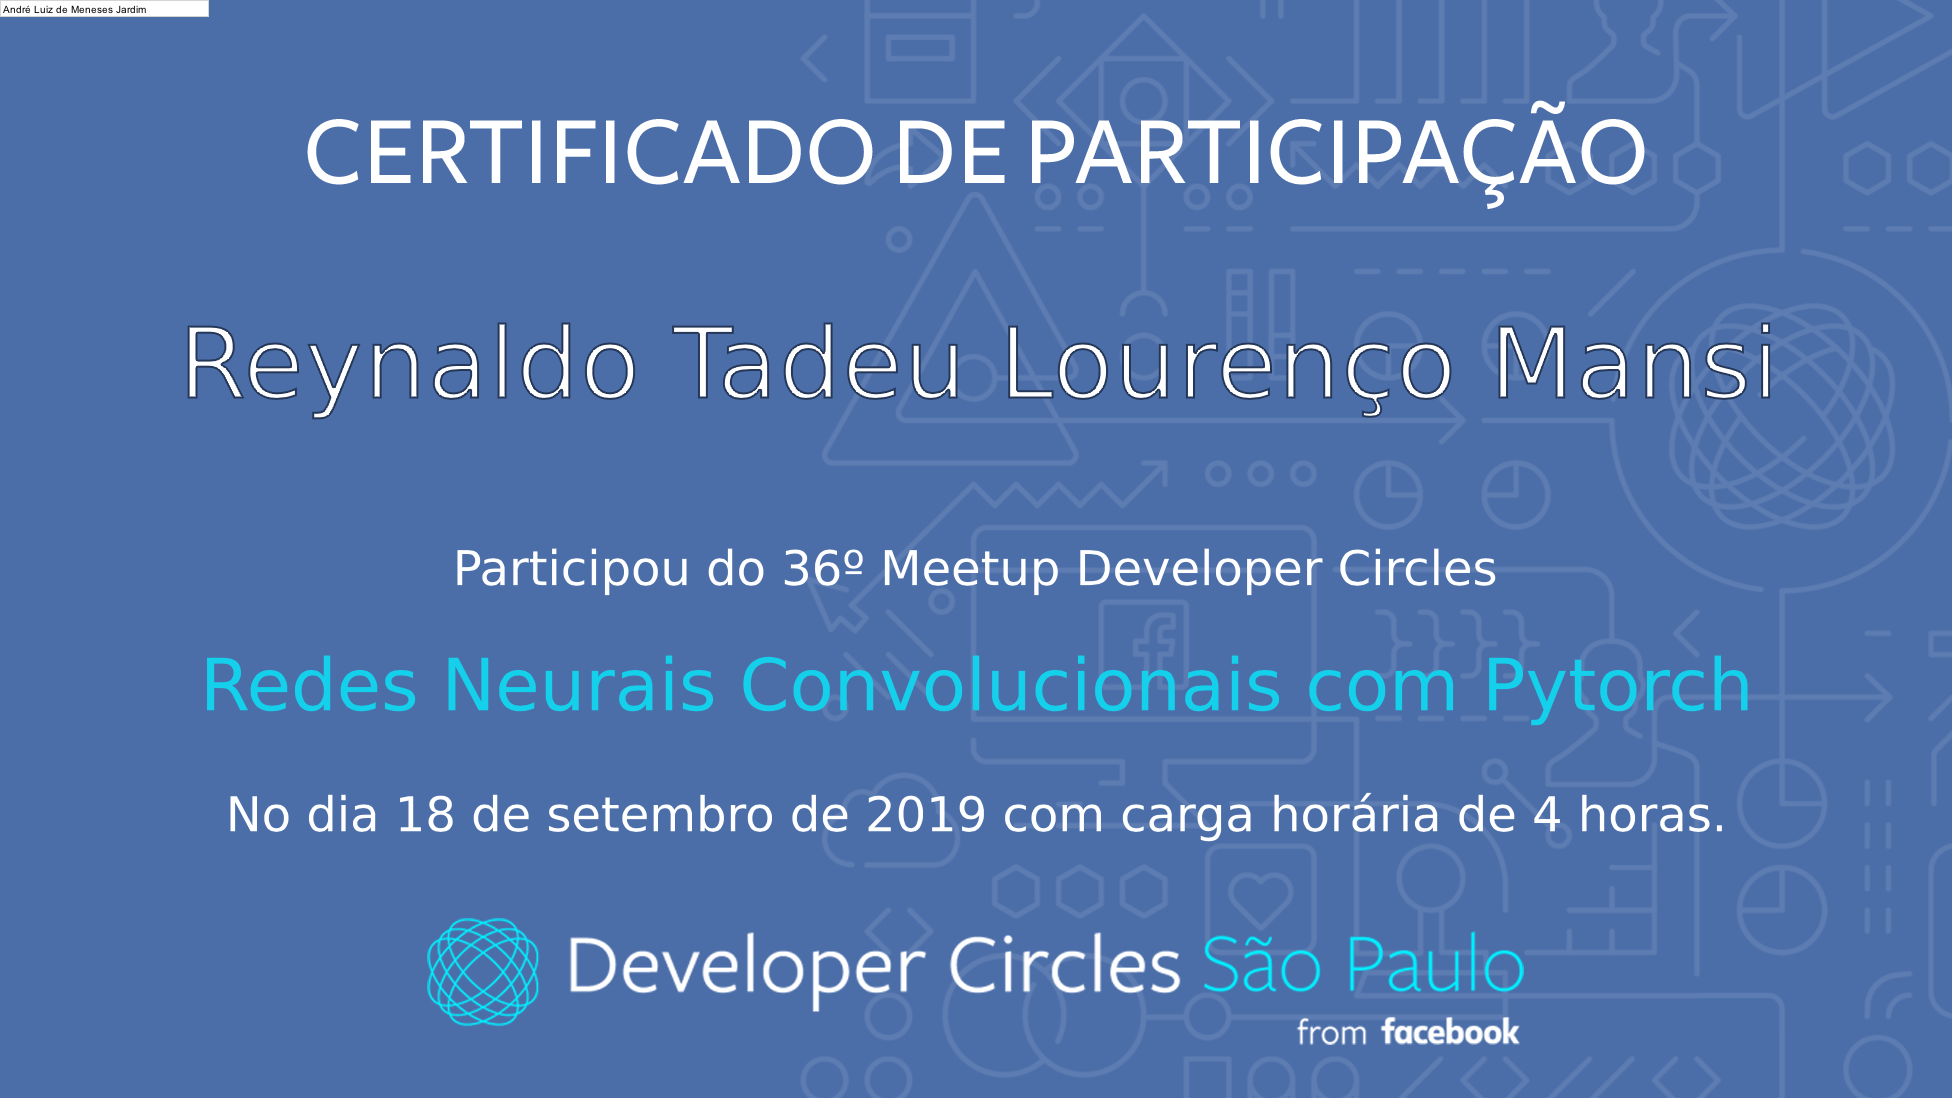 André Luiz de Meneses Jardim
CERTIFICADO DE PARTICIPAÇÃO
Reynaldo Tadeu Lourenço Mansi
Participou do 36º Meetup Developer Circles
Redes Neurais Convolucionais com Pytorch
No dia 18 de setembro de 2019 com carga horária de 4 horas.
Developer Circles São Paulo
from facebook